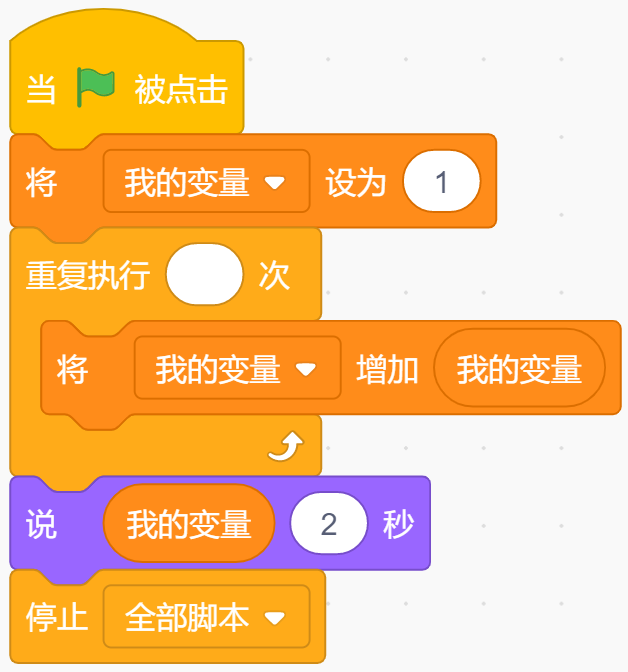 当 被点击
将 我的变量 设为 1
重复执行 次
将 我的变量 增加 我的变量
说 我的变量 2 秒
停止 全部脚本